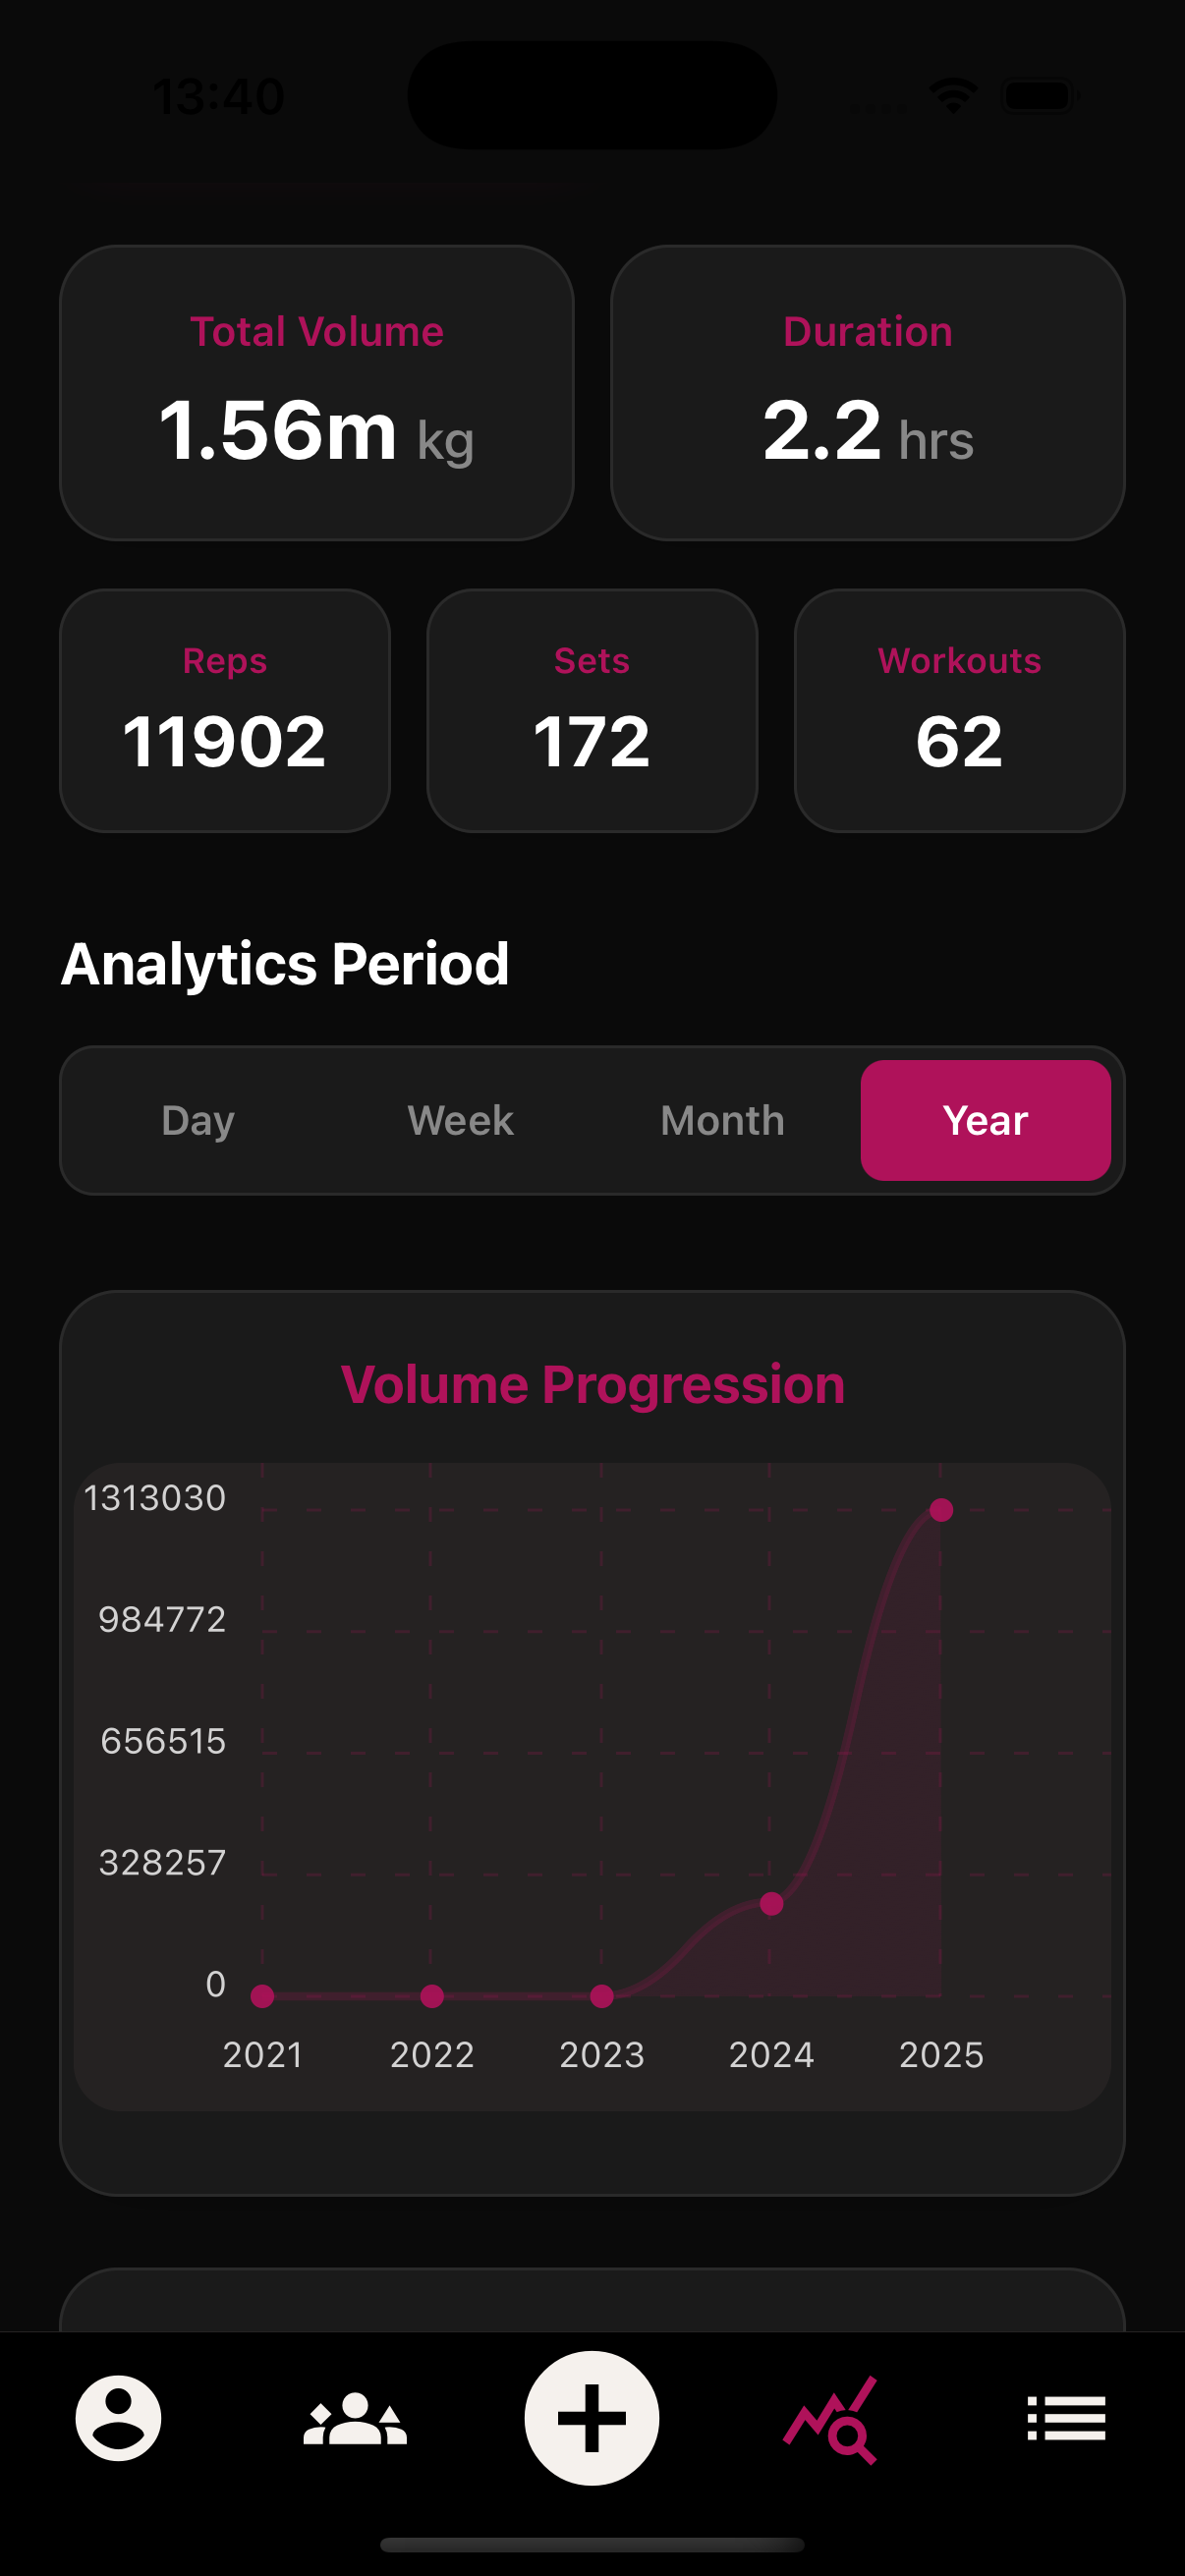 13:40
Total Volume
1.56m kg
Duration
2.2 hrs
Reps
11902
Sets
172
Workouts
62
Analytics Period
Day Week Month Year
Volume Progression
1313030
984772
656515
328257
0
2021 2022 2023 2024 2025